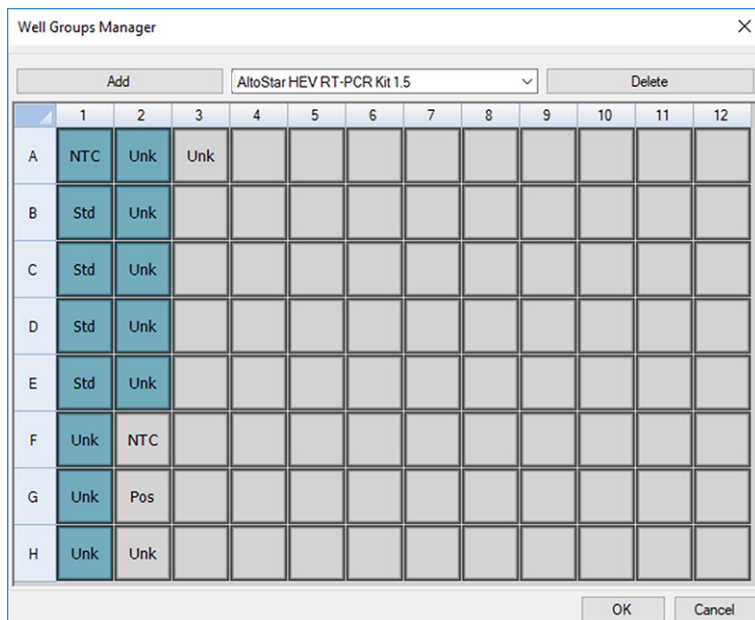 Well Groups Manager
Add AltoStar HEV RT-PCR Kit 1.5 Delete
1 2 3 4 5 6 7 8 9 10 11 12
A NTC Unk Unk
B Std Unk
C Std Unk
D Std Unk
E Std Unk
F Unk NTC
G Unk Pos
H Unk Unk
OK Cancel